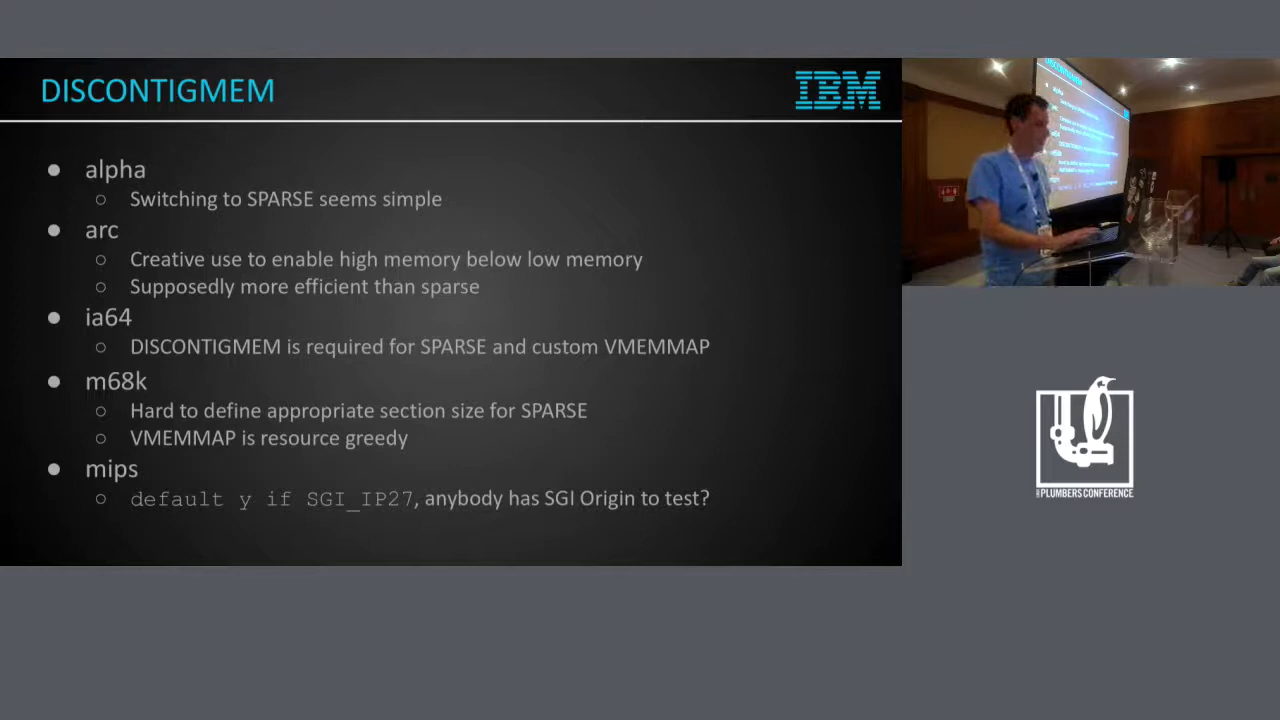 DISCONTIGMEM
IBM
● alpha
○ Switching to SPARSE seems simple
● arc
○ Creative use to enable high memory below low memory
○ Supposedly more efficient than sparse
● ia64
○ DISCONTIGMEM is required for SPARSE and custom VMEMMAP
● m68k
○ Hard to define appropriate section size for SPARSE
○ VMEMMAP is resource greedy
● mips
○ default y if SGI_IP27, anybody has SGI Origin to test?
PLUMBERS CONFERENCE